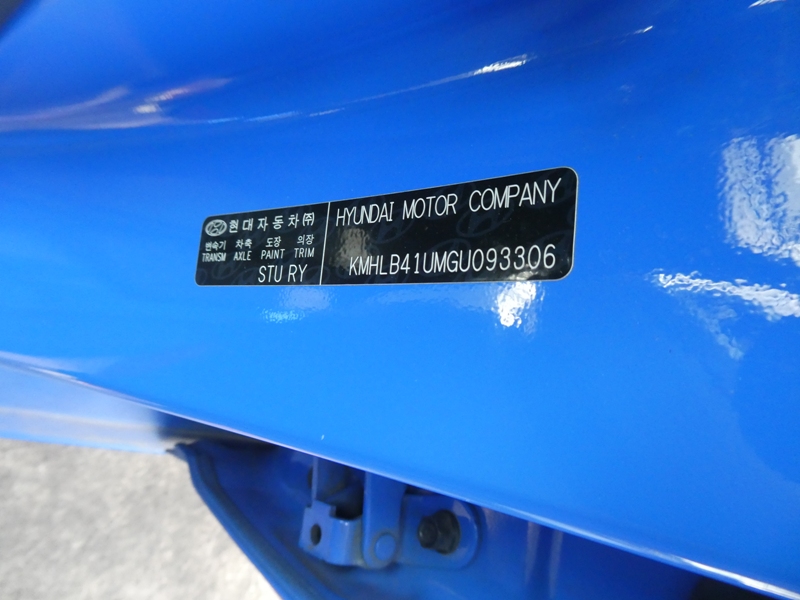 현대자동차㈜
변속기 차축 도장 의장
TRANSM AXLE PAINT TRIM
STU RY
HYUNDAI MOTOR COMPANY
KMHLB41UMGU093306